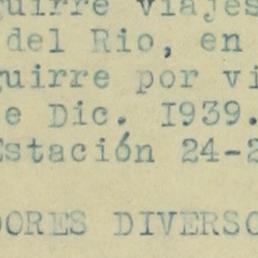 guirre viajes
del Rio, en
guirre por vi
e Dic. 1939.
Estación 24-2
DORES DIVERSO